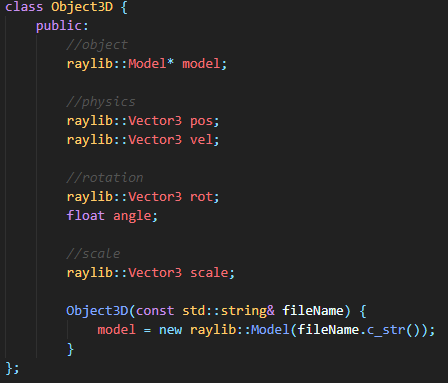 class Object3D {
    public:
        //object
        raylib::Model* model;

        //physics
        raylib::Vector3 pos;
        raylib::Vector3 vel;

        //rotation
        raylib::Vector3 rot;
        float angle;

        //scale
        raylib::Vector3 scale;

        Object3D(const std::string& fileName) {
            model = new raylib::Model(fileName.c_str());
        }
};